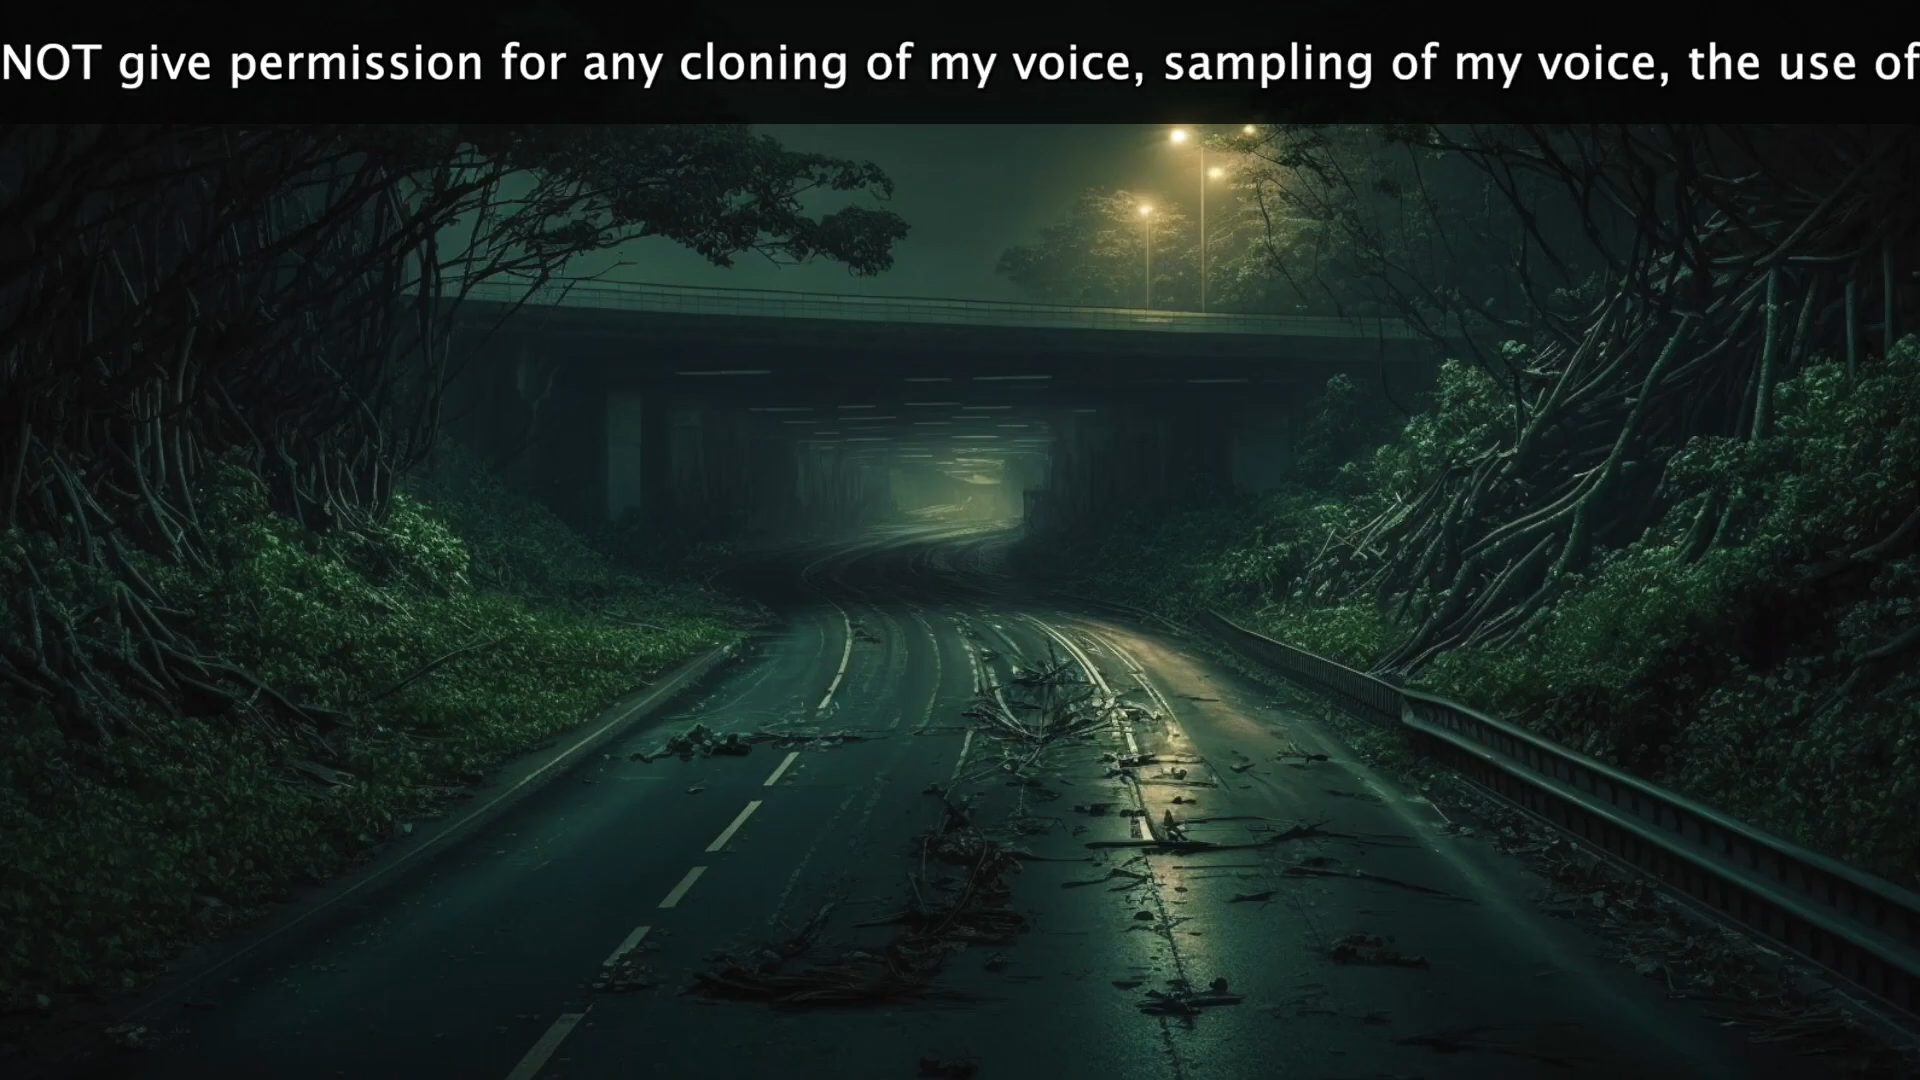 NOT give permission for any cloning of my voice, sampling of my voice, the use of